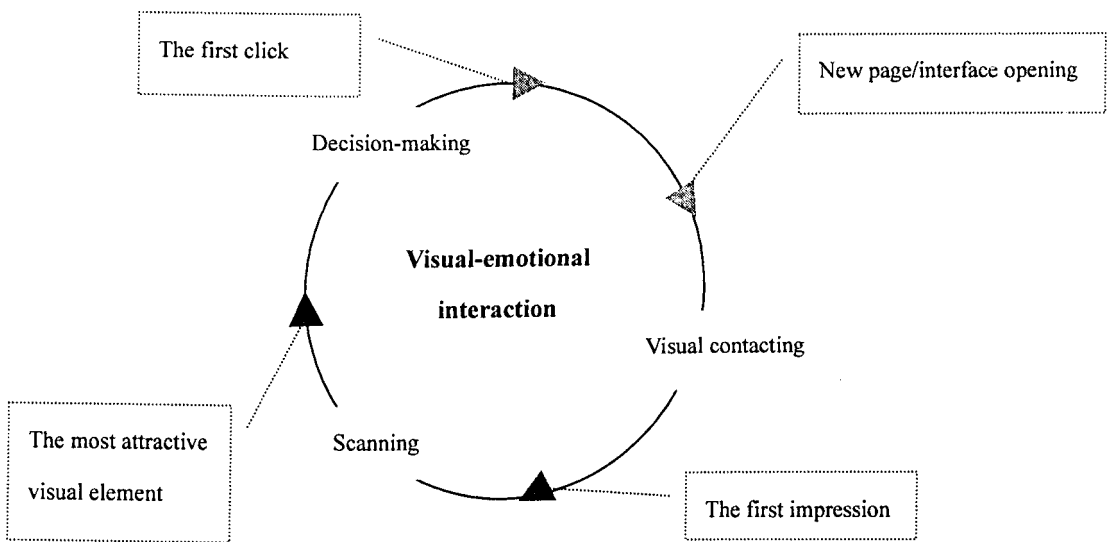 The first click
New page/interface opening
Decision-making
Visual-emotional
interaction
Visual contacting
The most attractive
visual element
Scanning
The first impression